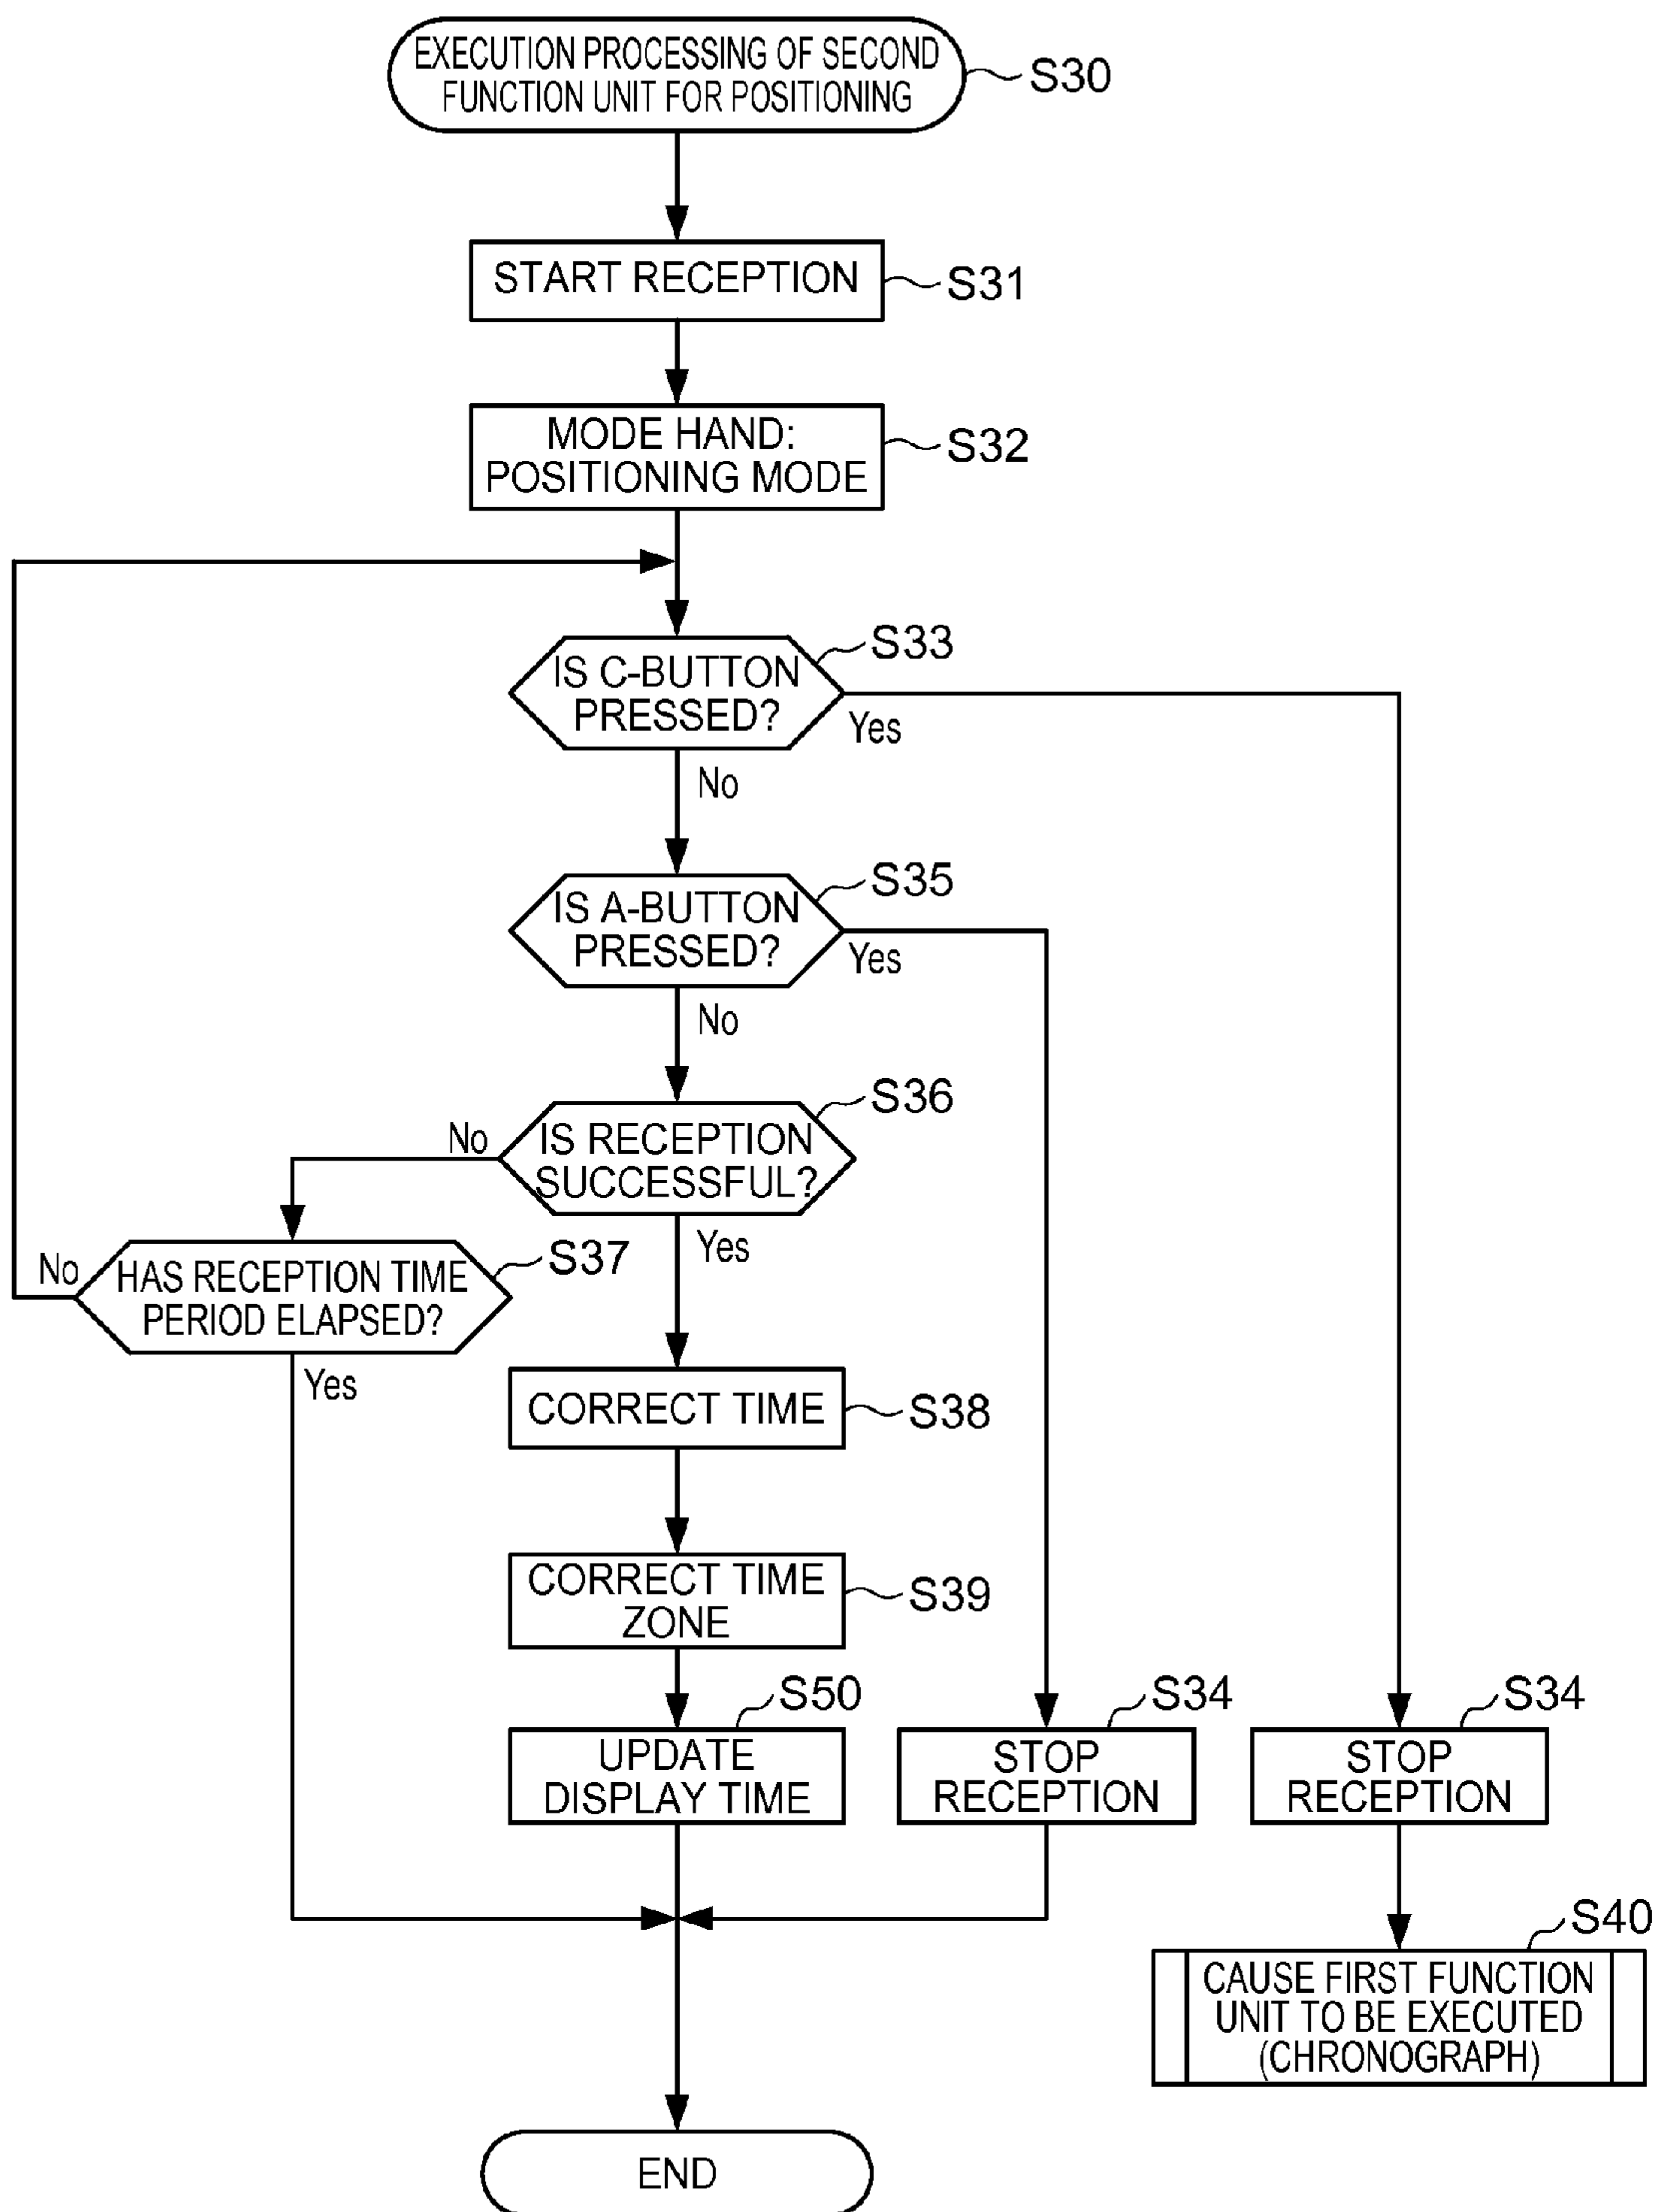 EXECUTION PROCESSING OF SECOND
FUNCTION UNIT FOR POSITIONING
S30
START RECEPTION
S31
MODE HAND:
POSITIONING MODE
S32
S33
IS C-BUTTON
PRESSED?
Yes
No
S35
IS A-BUTTON
PRESSED?
Yes
No
S36
IS RECEPTION
SUCCESSFUL?
No
Yes
S37
HAS RECEPTION TIME
PERIOD ELAPSED?
No
Yes
CORRECT TIME
S38
CORRECT TIME
ZONE
S39
S50
UPDATE
DISPLAY TIME
S34
STOP
RECEPTION
S34
STOP
RECEPTION
S40
CAUSE FIRST FUNCTION
UNIT TO BE EXECUTED
(CHRONOGRAPH)
END